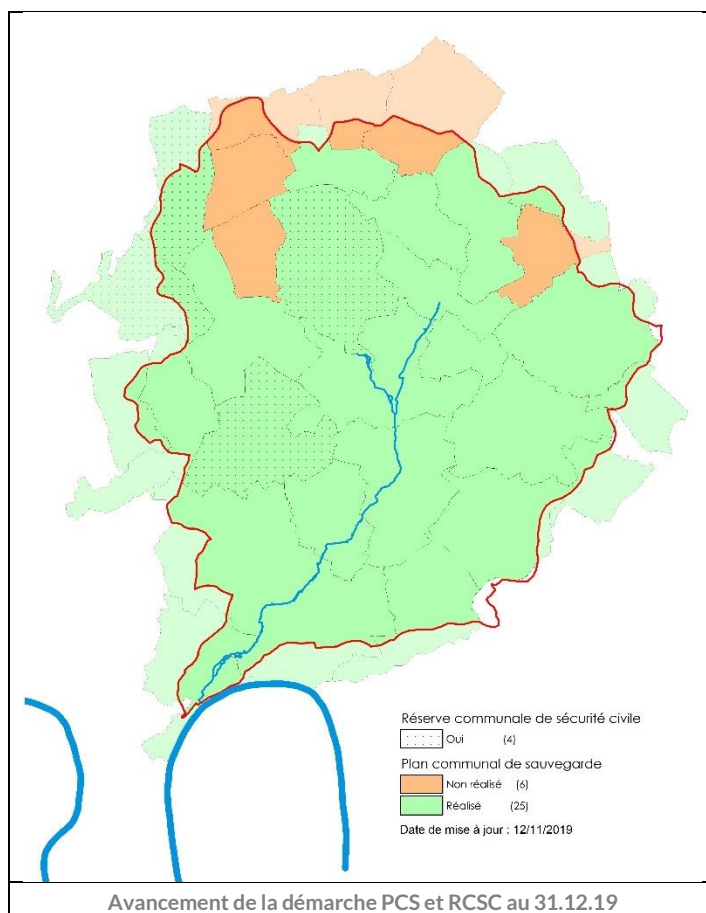 Réserve communale de sécurité civile
Oui (4)
Plan communal de sauvegarde
Non réalisé (6)
Réalisé (25)
Date de mise à jour : 12/11/2019
Avancement de la démarche PCS et RCSC au 31.12.19